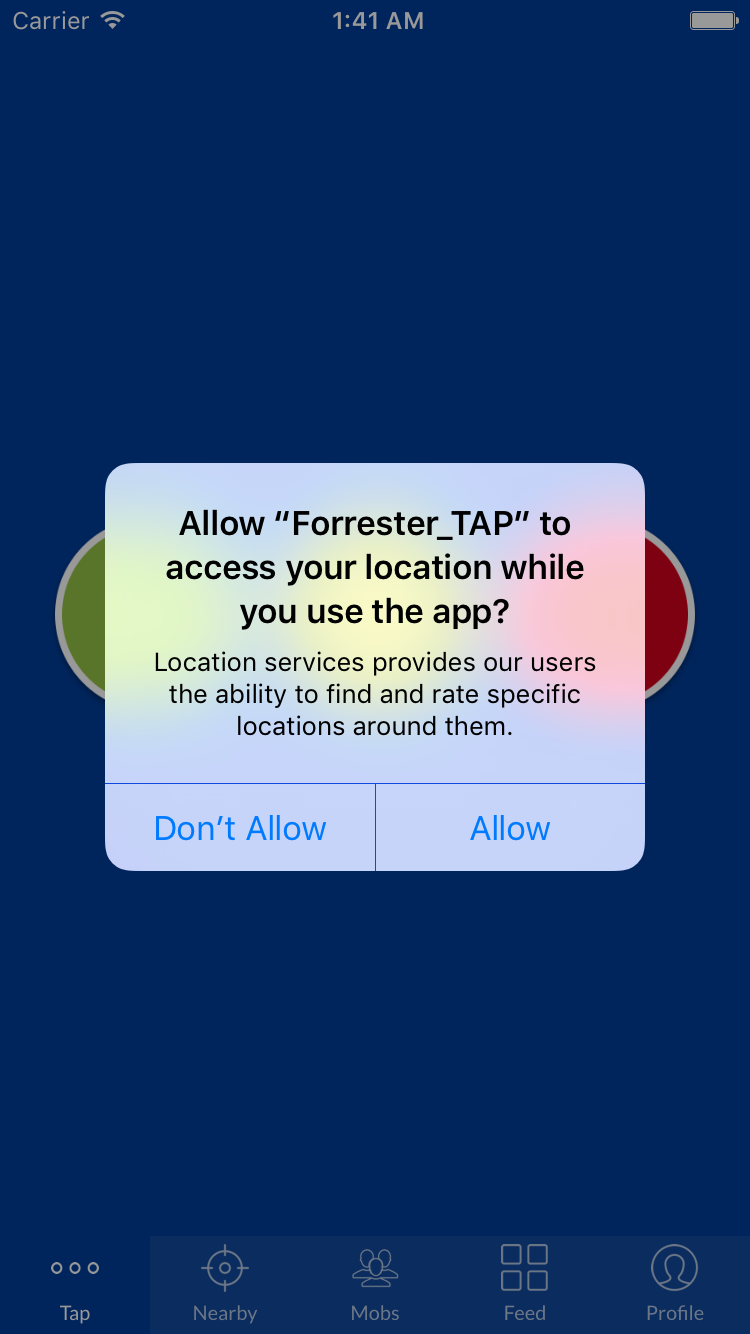 Carrier 1:41 AM
Allow “Forrester_TAP” to
access your location while
you use the app?
Location services provides our users
the ability to find and rate specific
locations around them.
Don’t Allow Allow
Tap Nearby Mobs Feed Profile